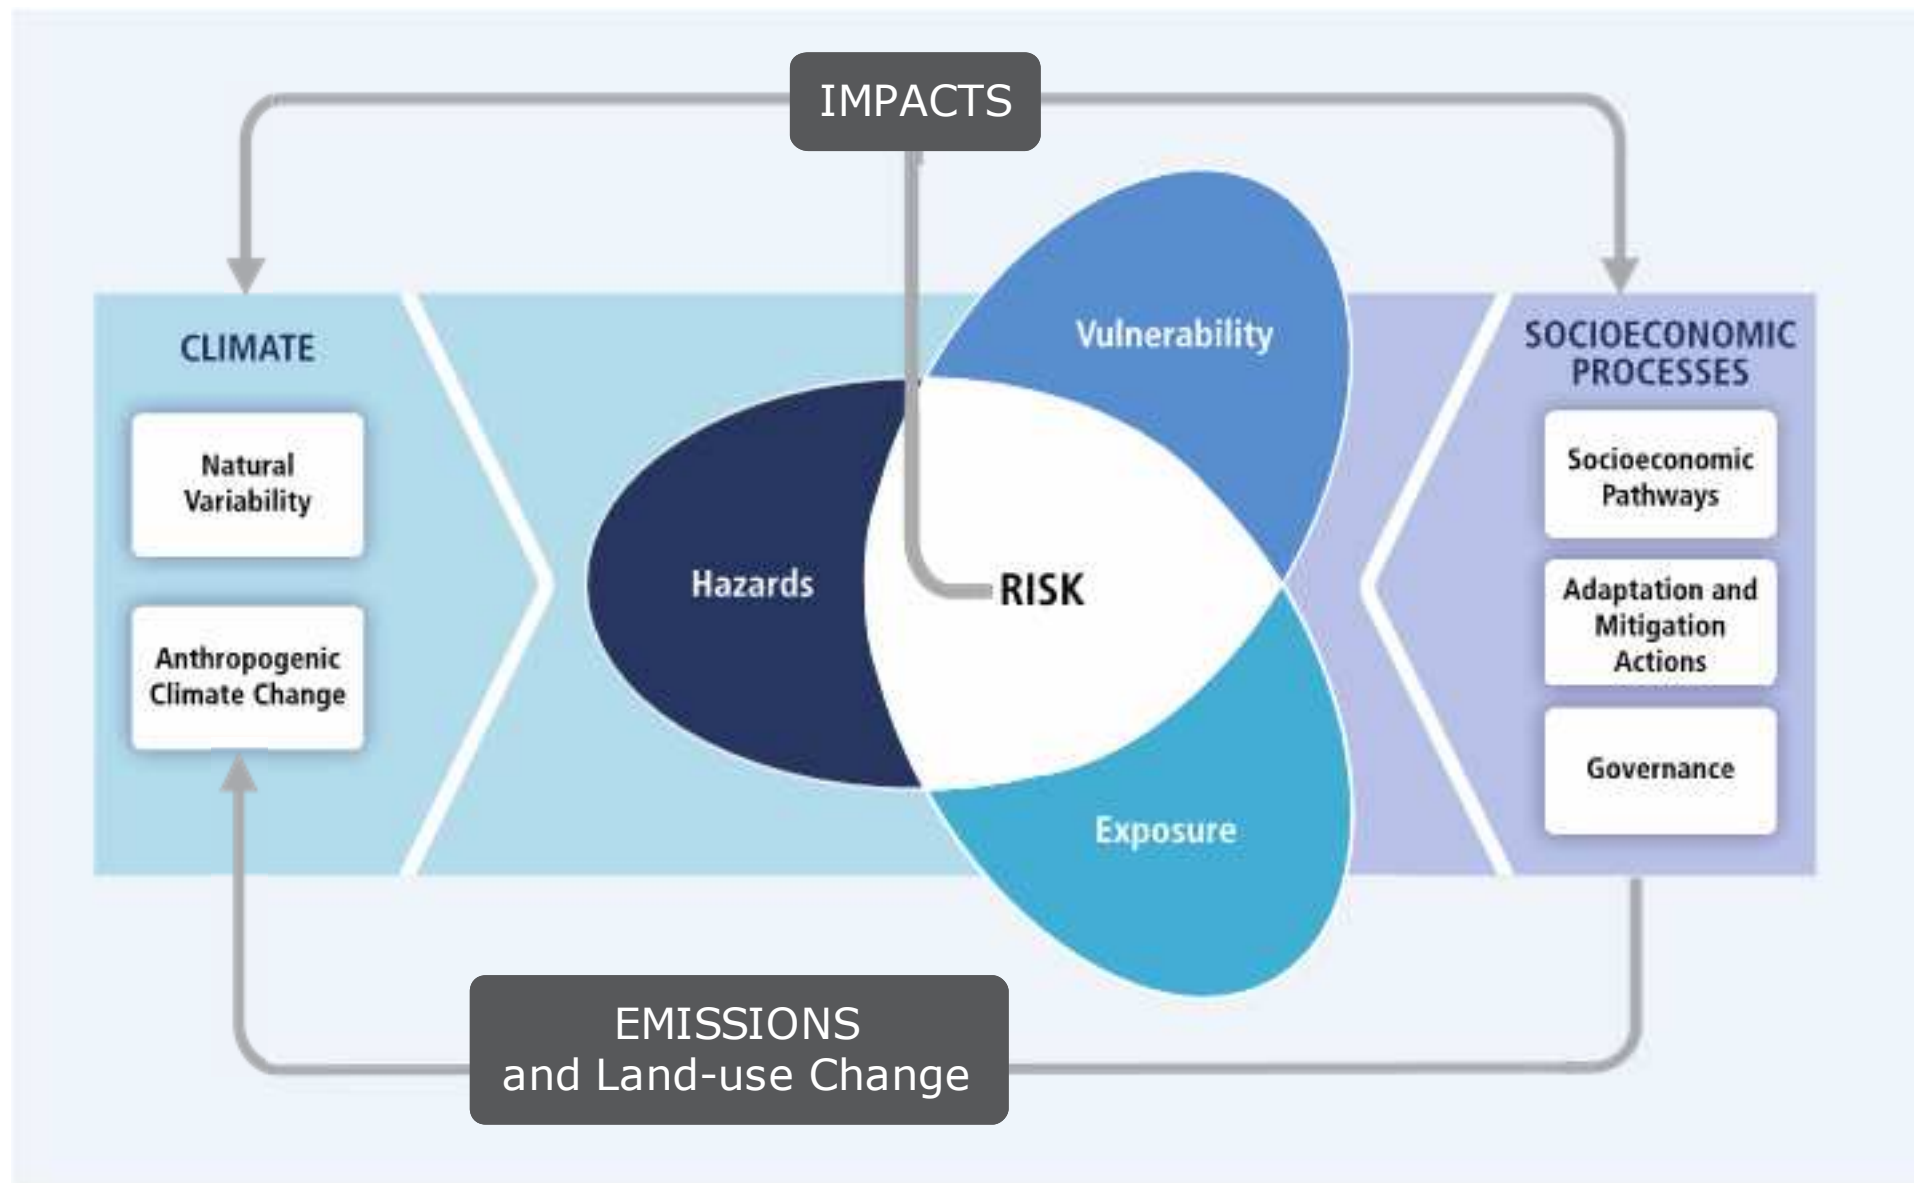 IMPACTS
CLIMATE
Natural
Variability
Anthropogenic
Climate Change
Vulnerability
Hazards
RISK
Exposure
SOCIOECONOMIC
PROCESSES
Socioeconomic
Pathways
Adaptation and
Mitigation
Actions
Governance
EMISSIONS
and Land-use Change